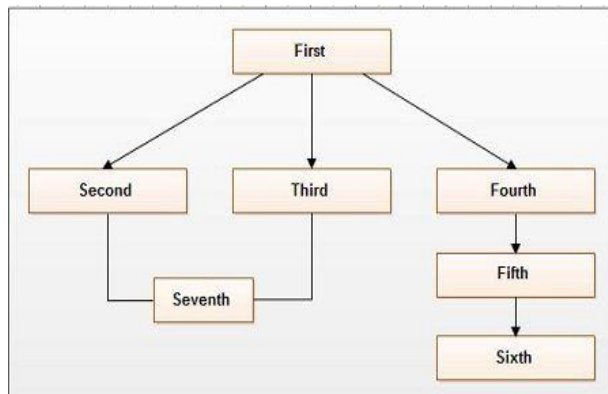 First
Second
Third
Fourth
Fifth
Seventh
Sixth